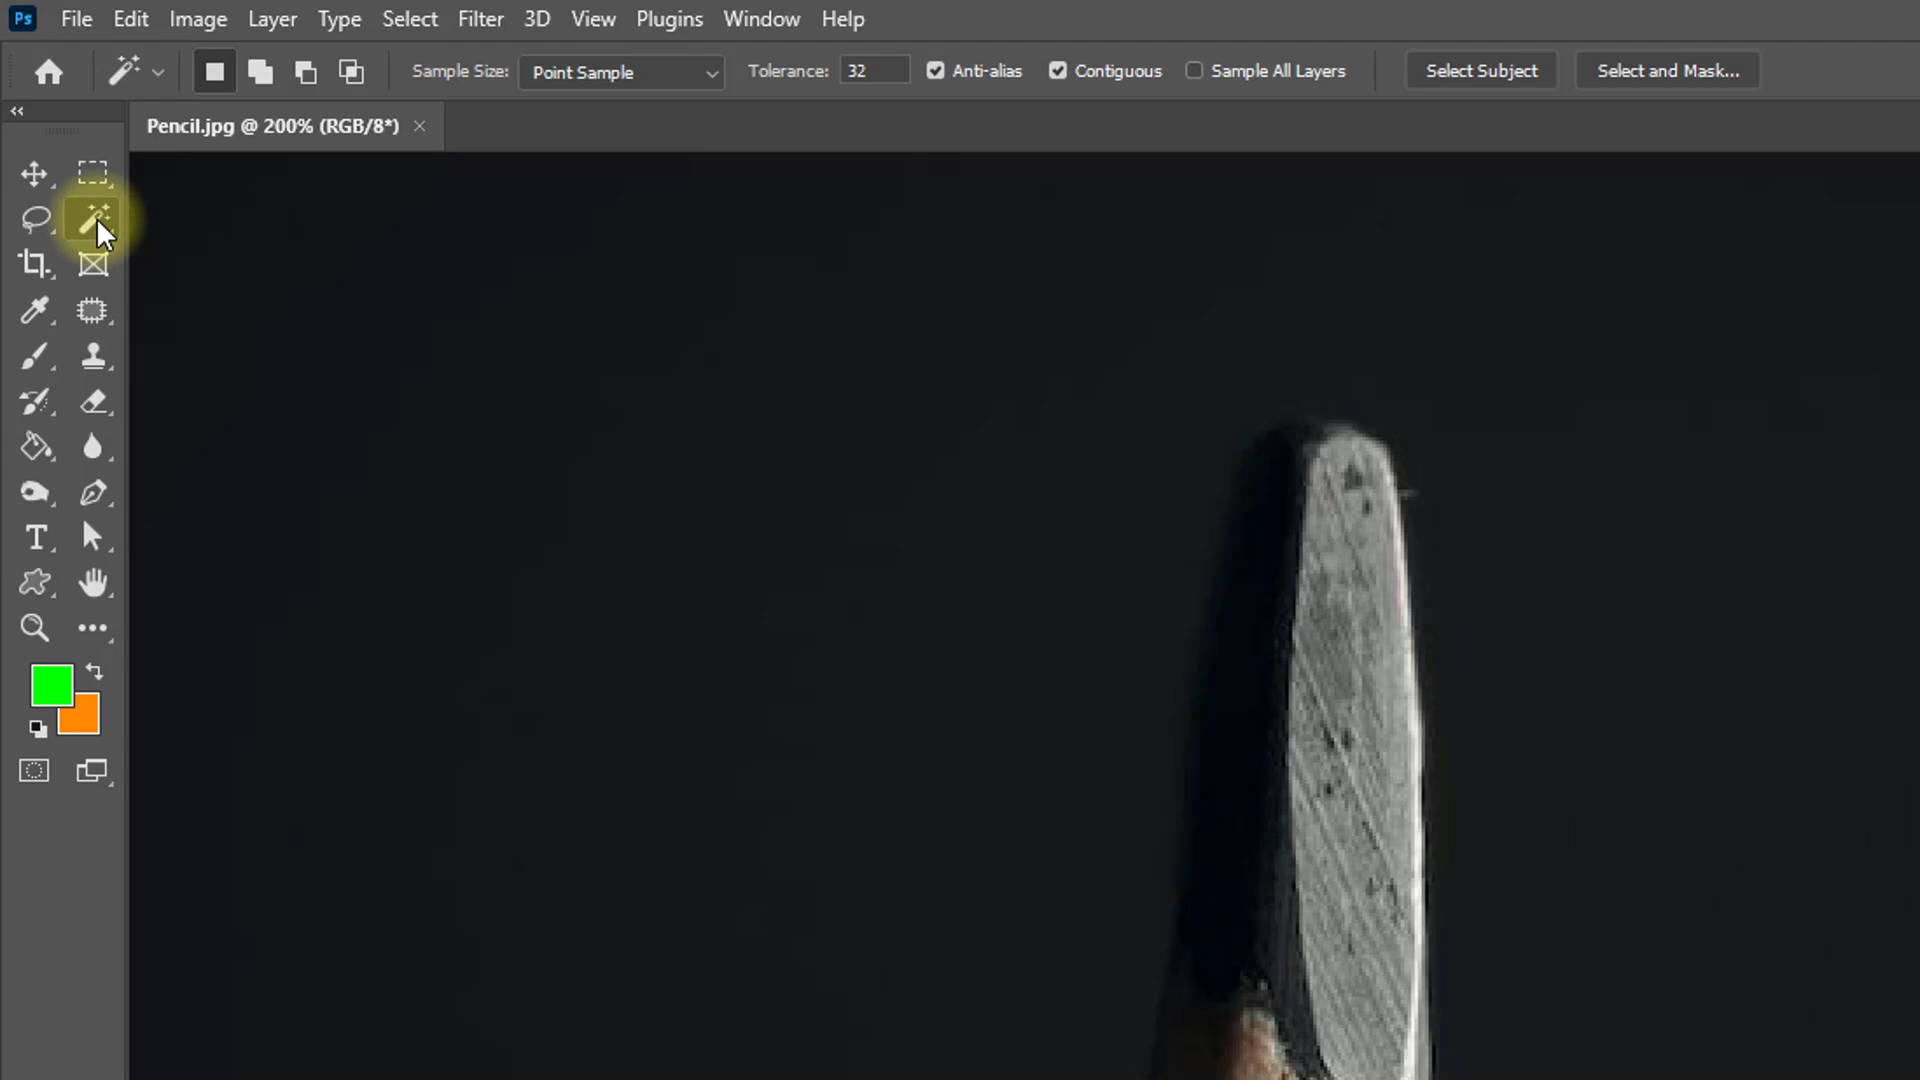 Ps File Edit Image Layer Type Select Filter 3D View Plugins Window Help
Sample Size: Point Sample Tolerance: 32 Anti-alias Contiguous Sample All Layers Select Subject Select and Mask...
Pencil.jpg @ 200% (RGB/8*)